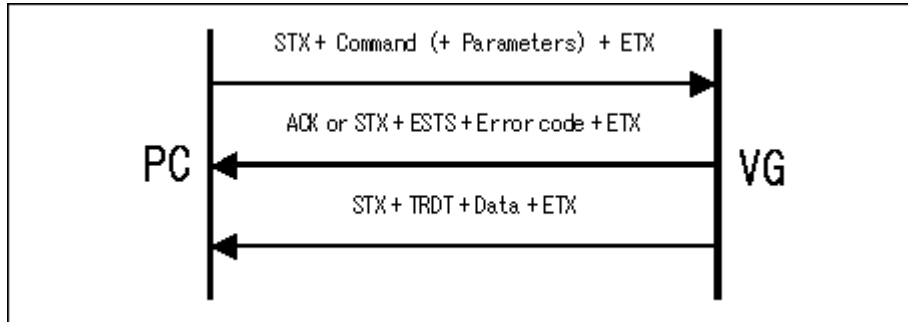 STX + Command (+ Parameters) + ETX
ACK or STX + ESTS + Error code + ETX
PC
VG
STX + TRDT + Data + ETX